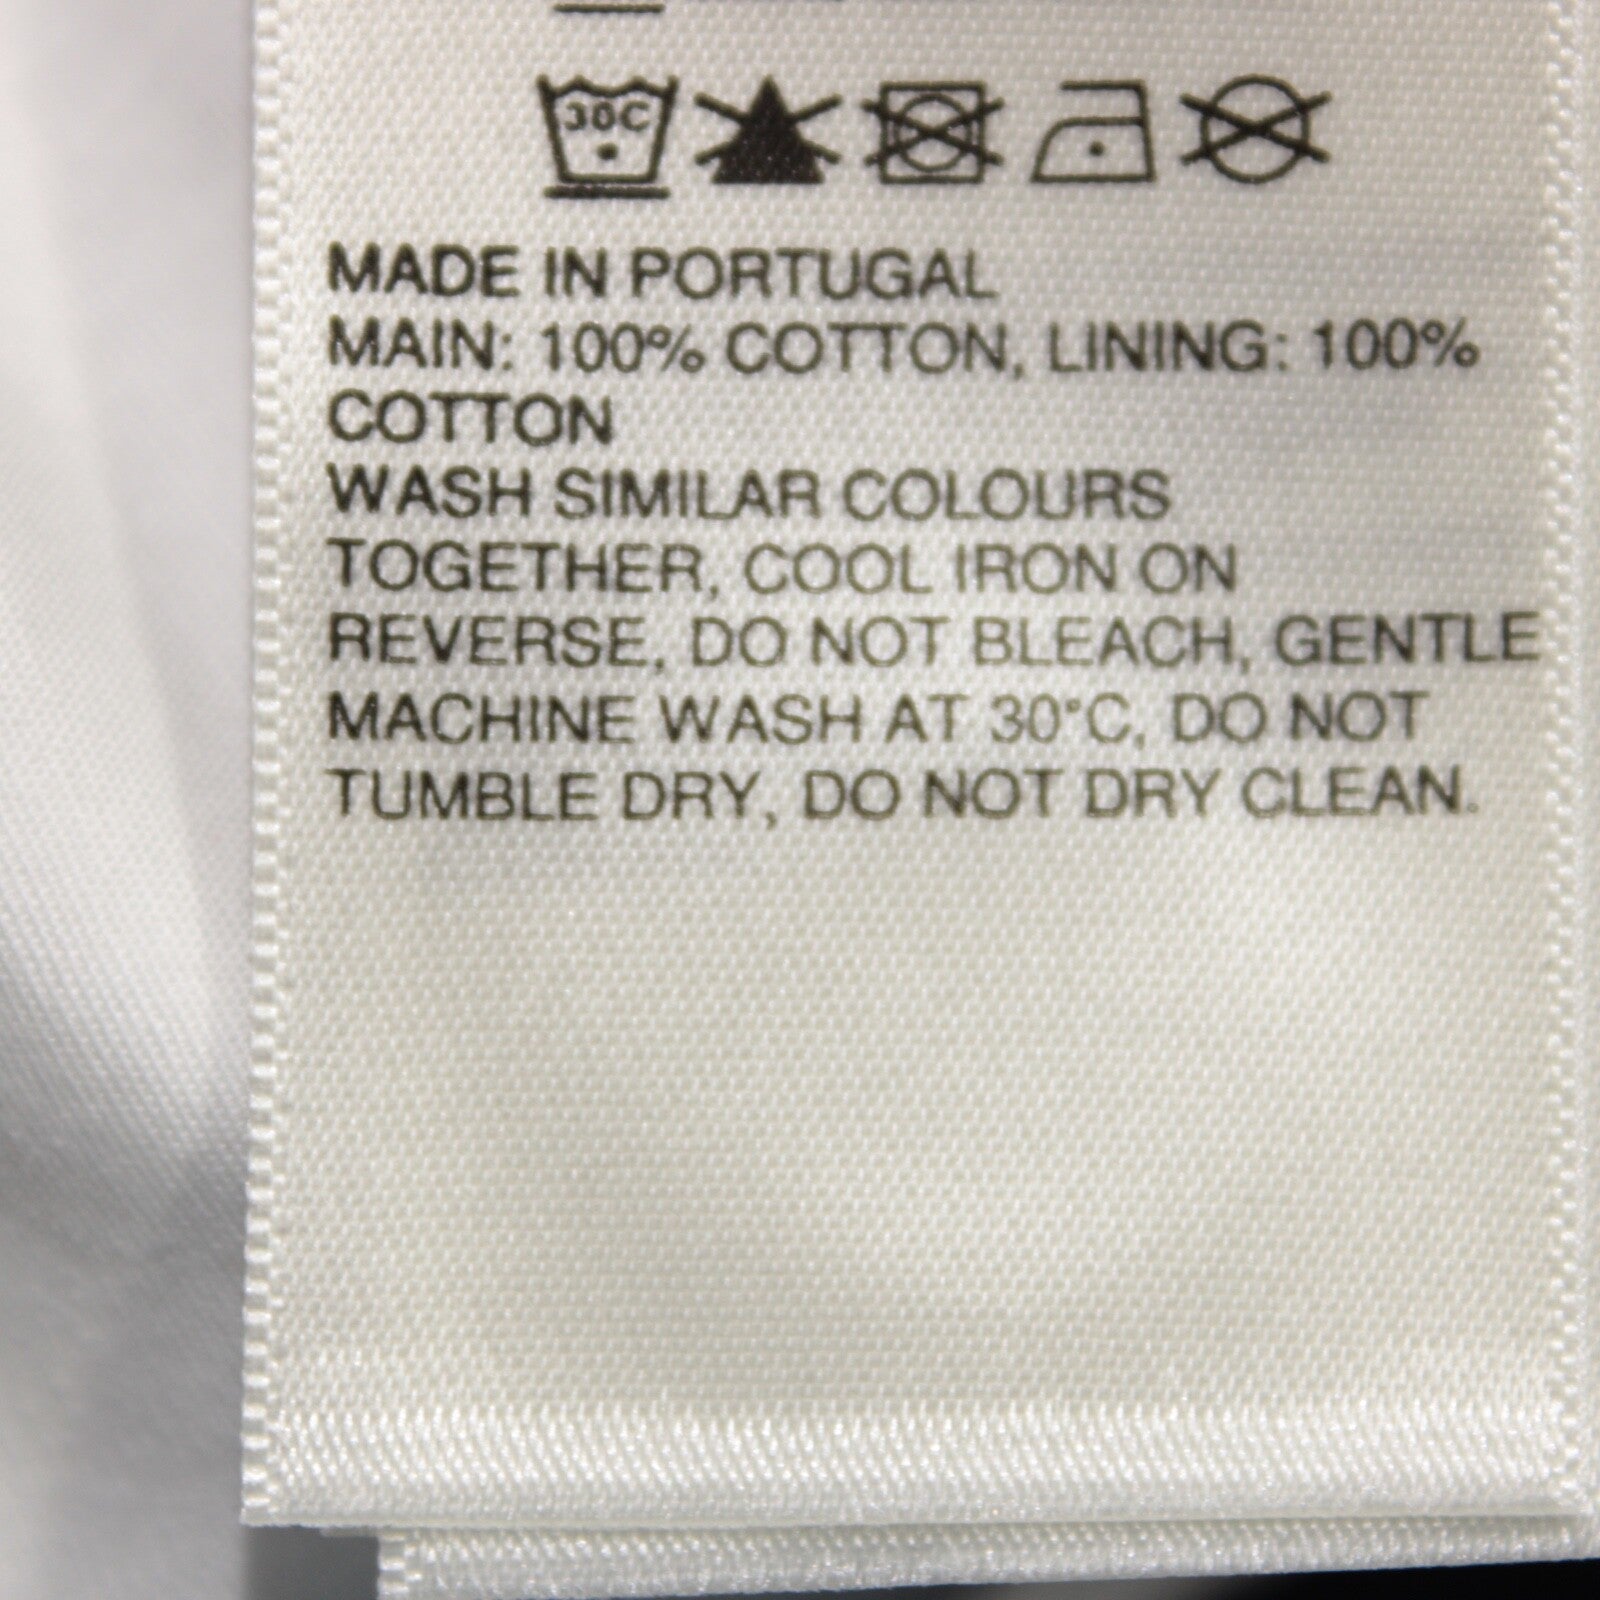 30C
MADE IN PORTUGAL
MAIN: 100% COTTON, LINING: 100%
COTTON
WASH SIMILAR COLOURS
TOGETHER, COOL IRON ON
REVERSE, DO NOT BLEACH, GENTLE
MACHINE WASH AT 30°C, DO NOT
TUMBLE DRY, DO NOT DRY CLEAN.